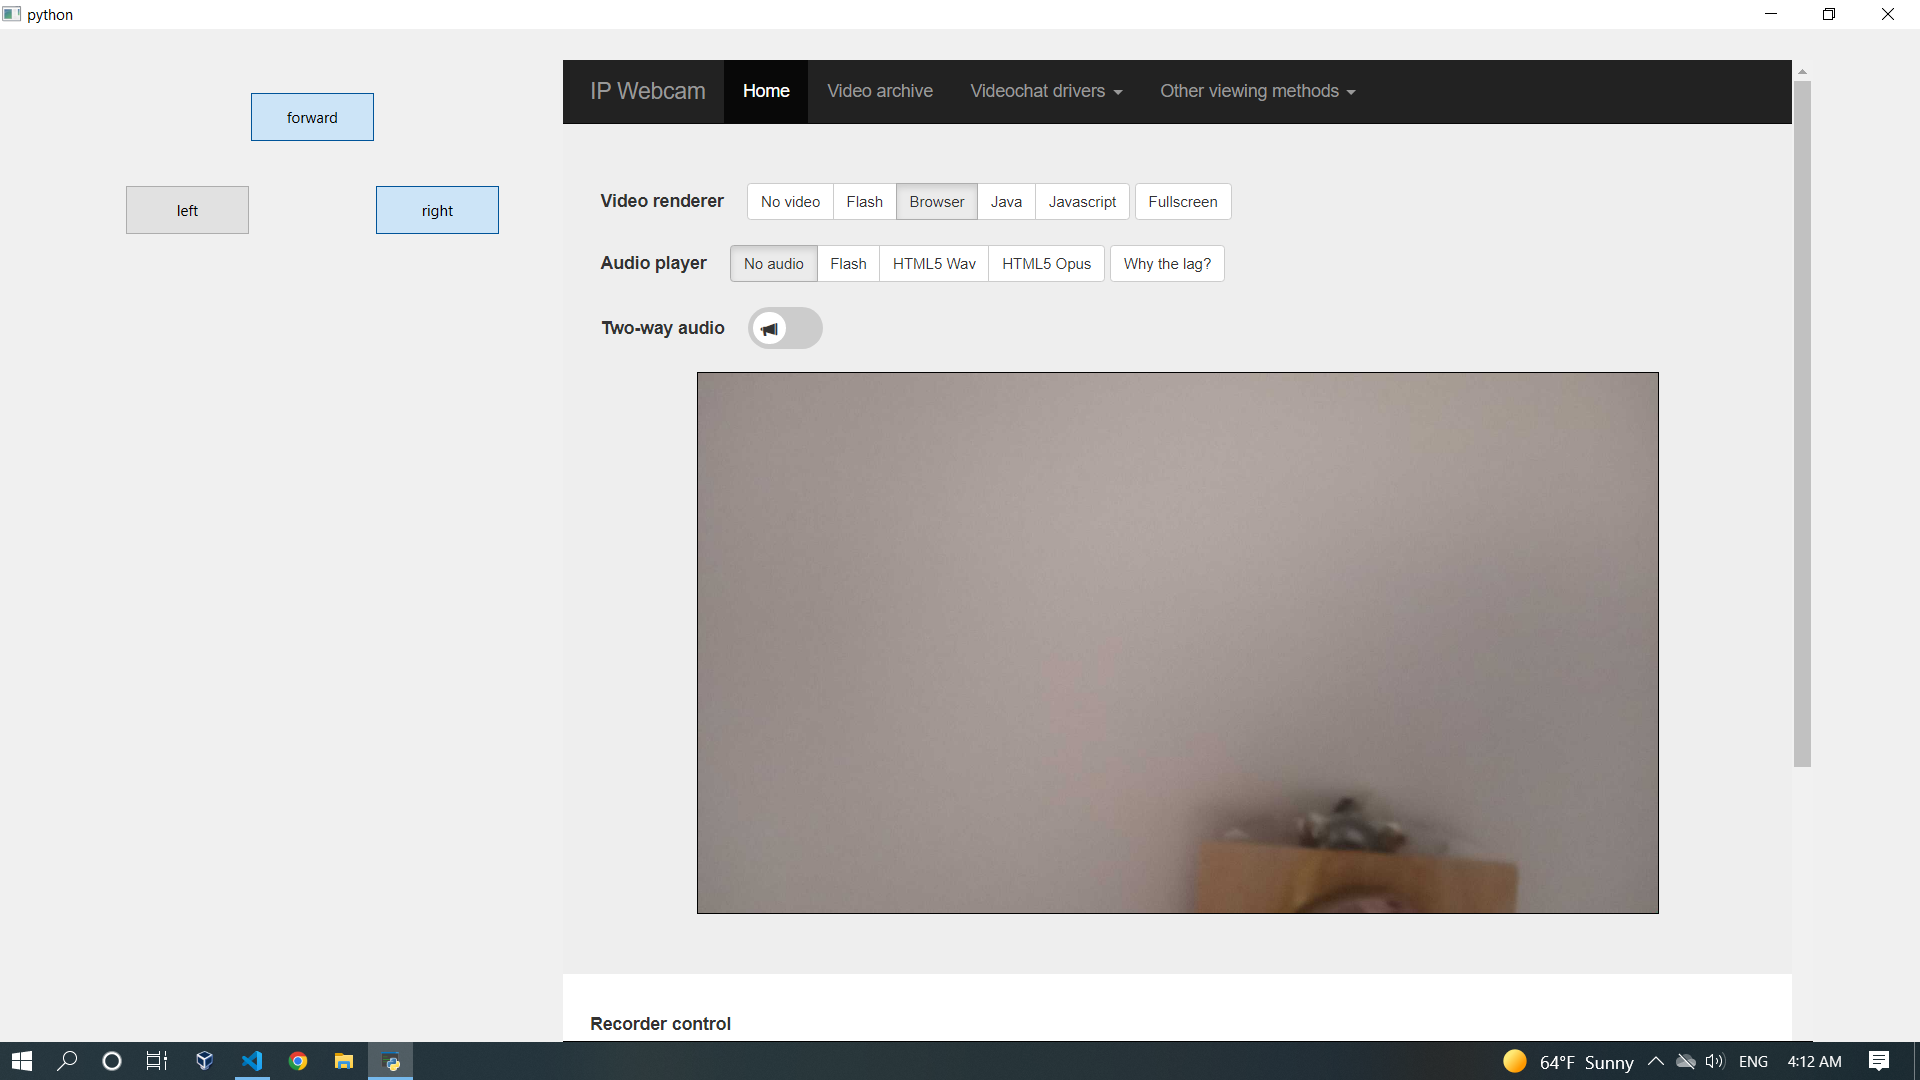 python
forward
left
right
IP Webcam Home Video archive Videochat drivers Other viewing methods
Video renderer No video Flash Browser Java Javascript Fullscreen
Audio player No audio Flash HTML5 Wav HTML5 Opus Why the lag?
Two-way audio
Recorder control
64°F Sunny ENG 4:12 AM